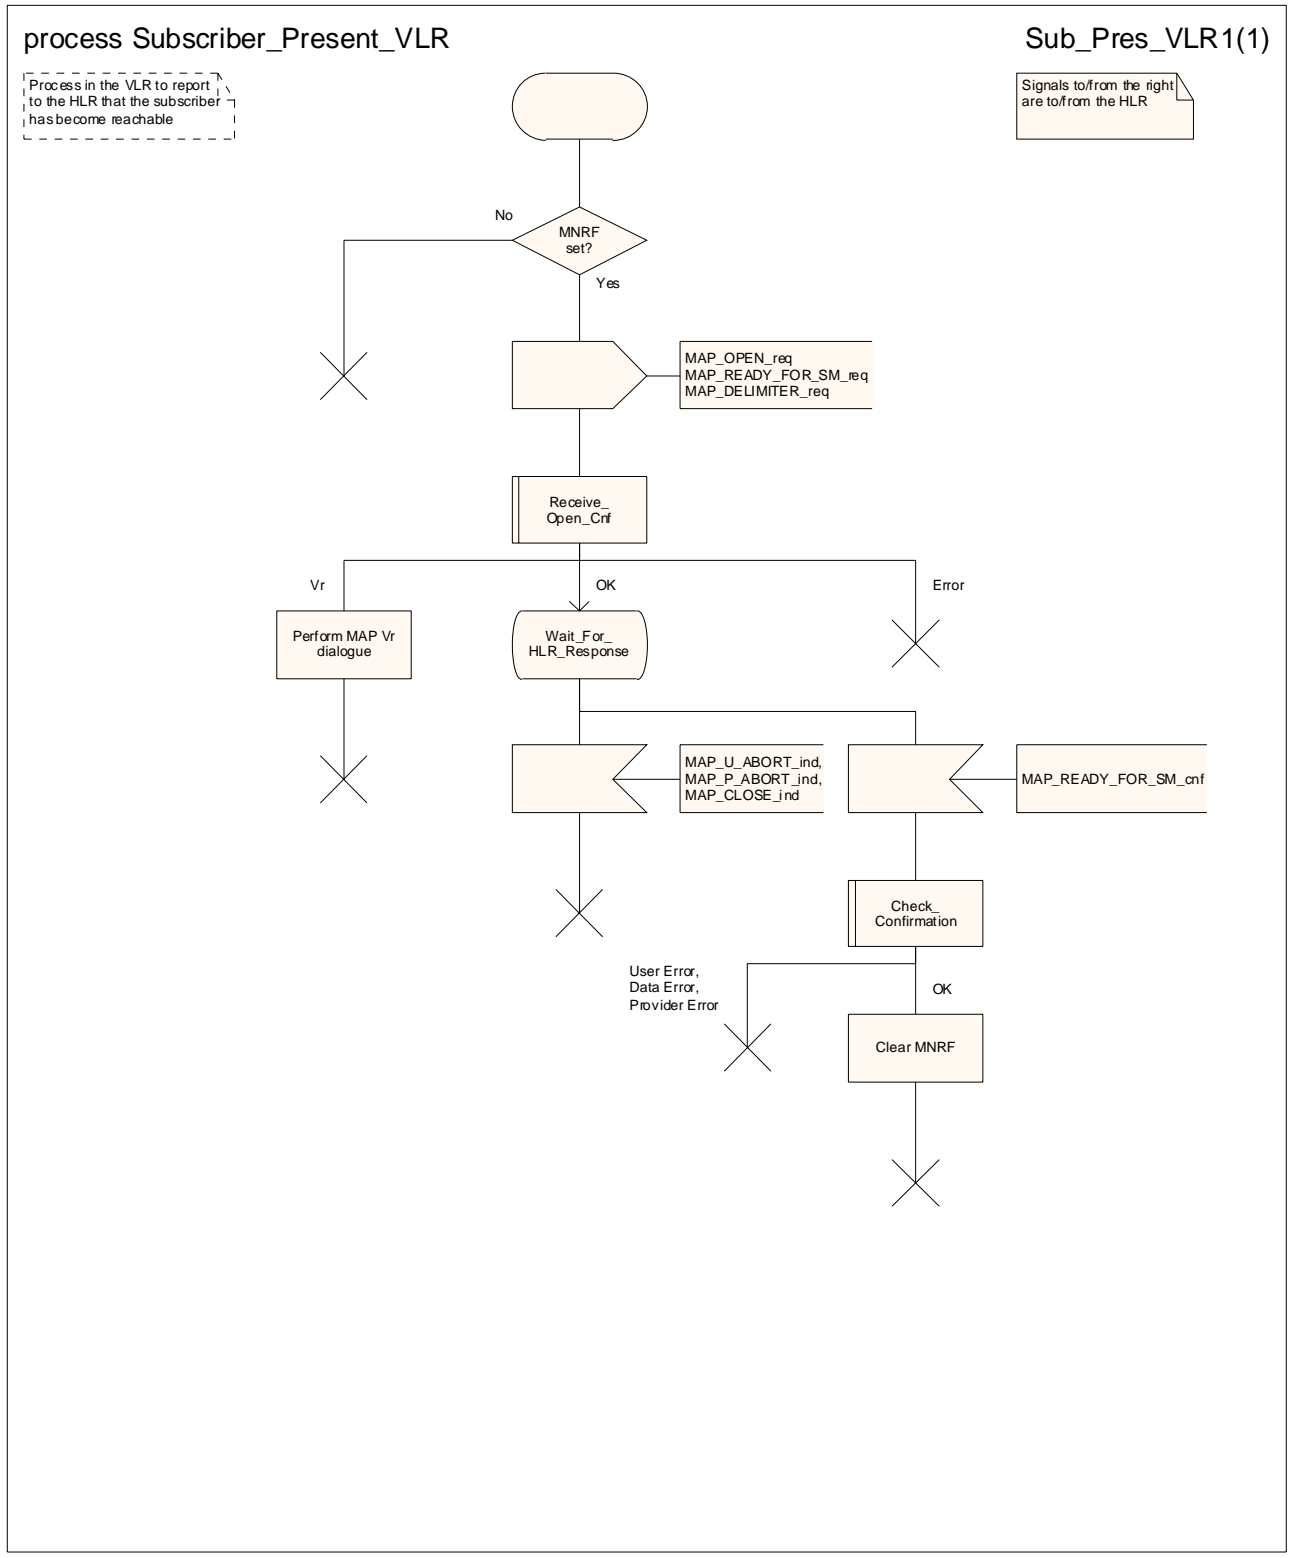 process Subscriber_Present_VLR
Sub_Pres_VLR1(1)
Process in the VLR to report
to the HLR that the subscriber
has become reachable
Signals to/from the right
are to/from the HLR
No
MNRF
set?
Yes
MAP_OPEN_req
MAP_READY_FOR_SM_req
MAP_DELIMITER_req
Receive_
Open_Cnf
Vr
OK
Error
Perform MAP Vr
dialogue
Wait_For_
HLR_Response
MAP_U_ABORT_ind,
MAP_P_ABORT_ind,
MAP_CLOSE_ind
MAP_READY_FOR_SM_cnf
Check_
Confirmation
User Error,
Data Error,
Provider Error
OK
Clear MNRF